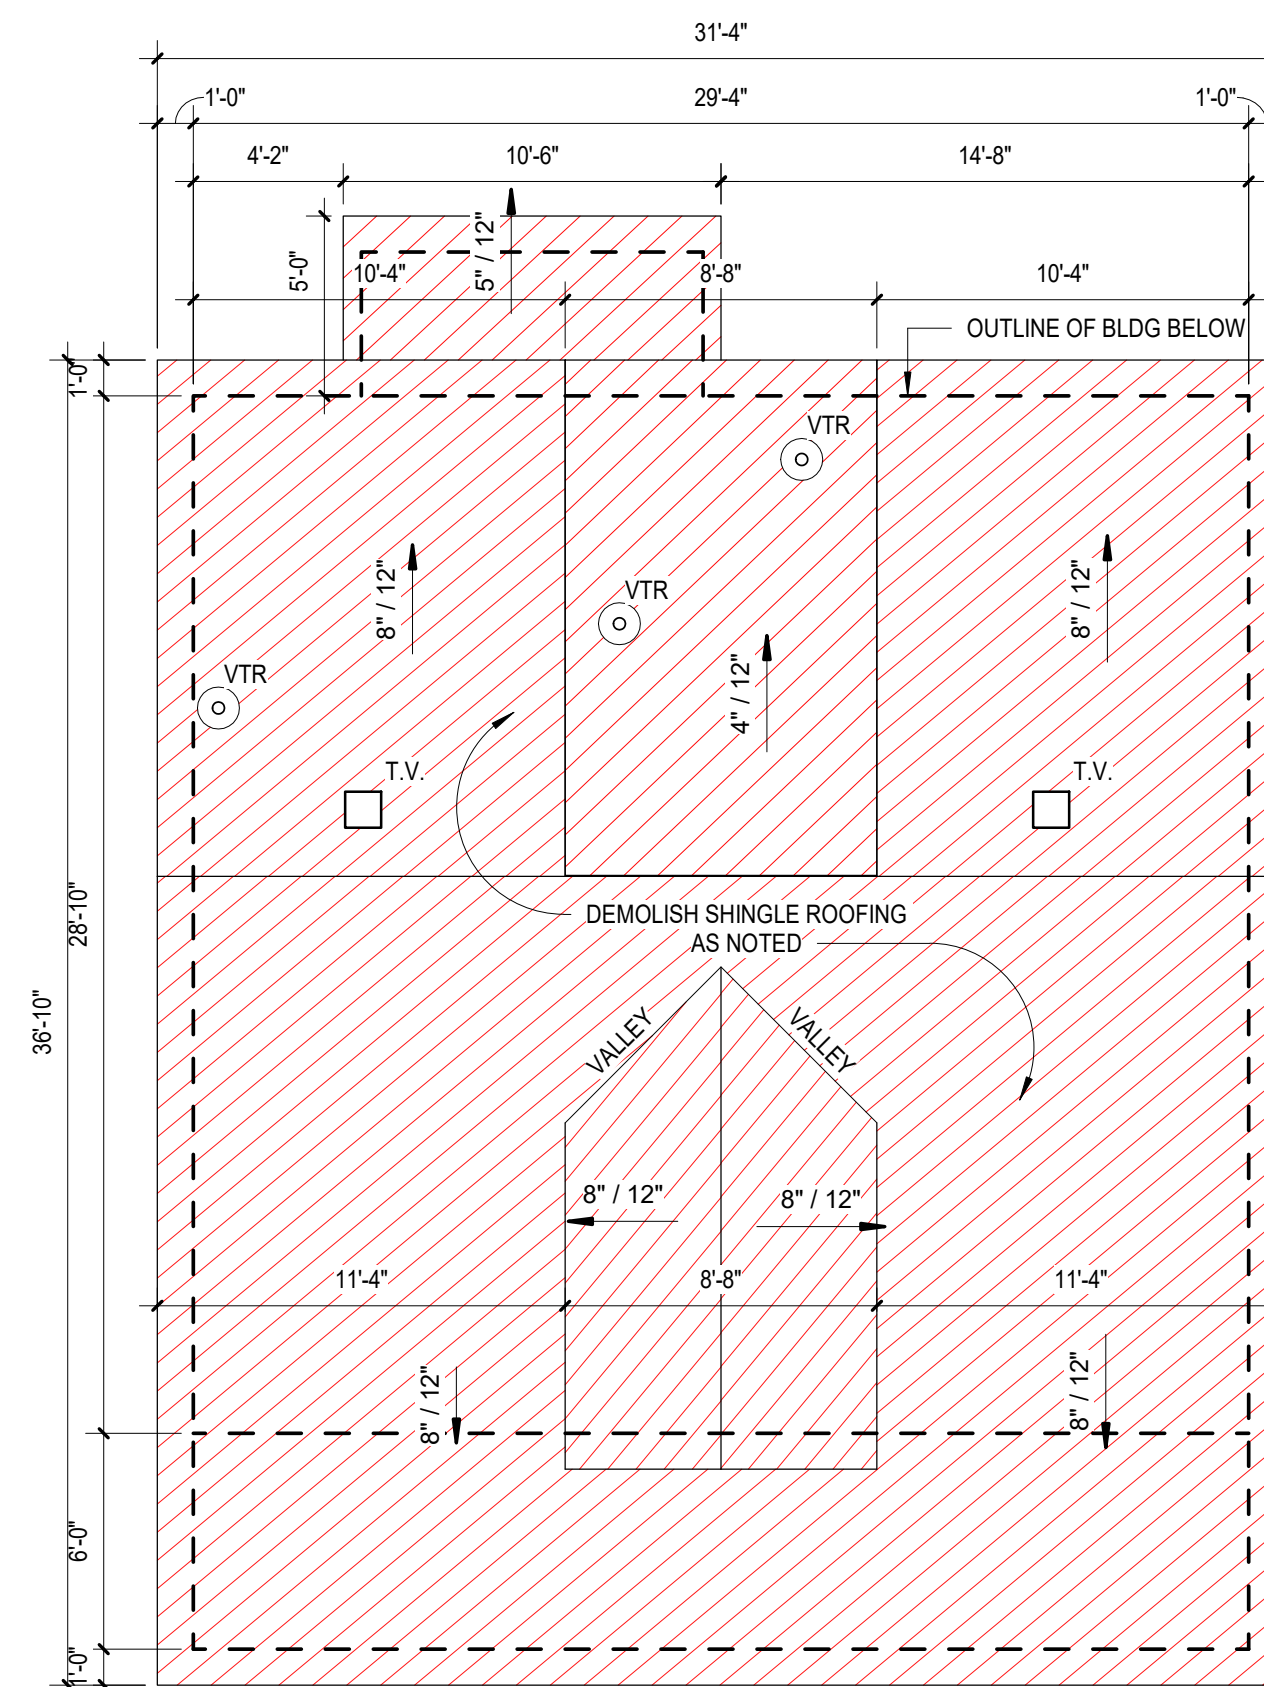 31'-4"
1'-0"
29'-4"
1'-0"
4'-2"
10'-6"
14'-8"
5'-0"
5" / 12"
10'-4"
8'-8"
10'-4"
OUTLINE OF BLDG BELOW
1'-0"
VTR
8" / 12"
8" / 12"
VTR
4" / 12"
VTR
T.V.
T.V.
28'-10"
DEMOLISH SHINGLE ROOFING
AS NOTED
36'-10"
VALLEY
VALLEY
8" / 12"
8" / 12"
11'-4"
8'-8"
11'-4"
8" / 12"
8" / 12"
6'-0"
1'-0"